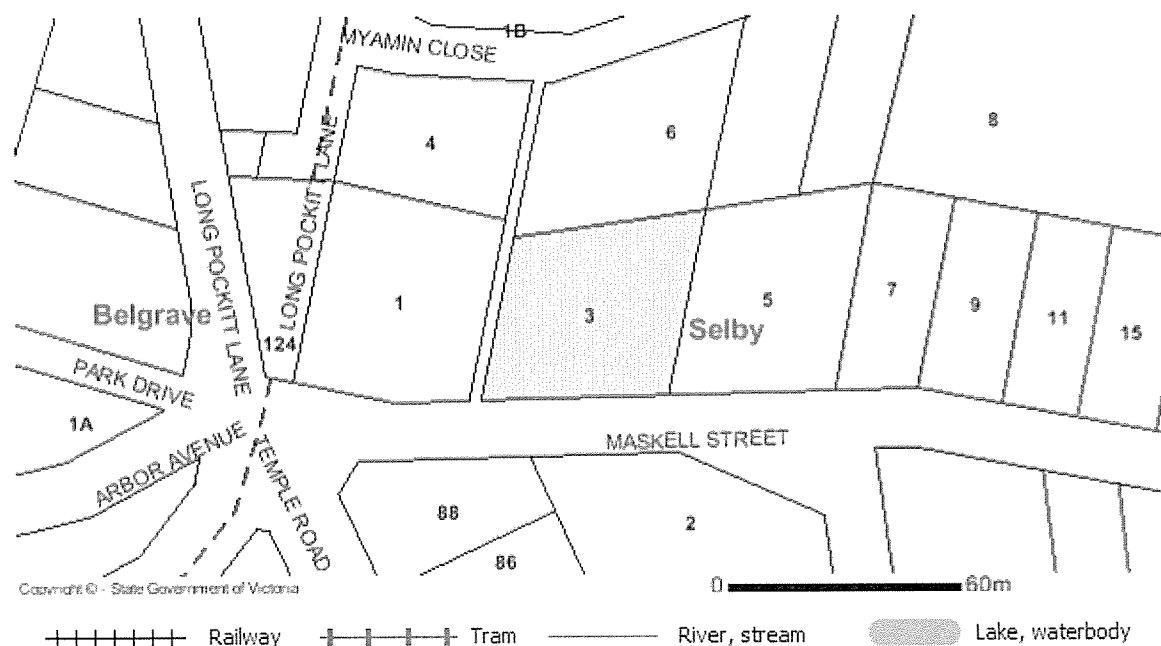 1B
MYAMIN CLOSE
4
6
8
LONG POCKITT LANE
LONG POCKITT LANE
1
3
5
7
9
11
15
Belgrave
Selby
124
PARK DRIVE
1A
ARBOR AVENUE
TEMPLE ROAD
MASKELL STREET
88
2
86
Copyright © - State Government of Victoria
0 60m
Railway Tram River, stream Lake, waterbody